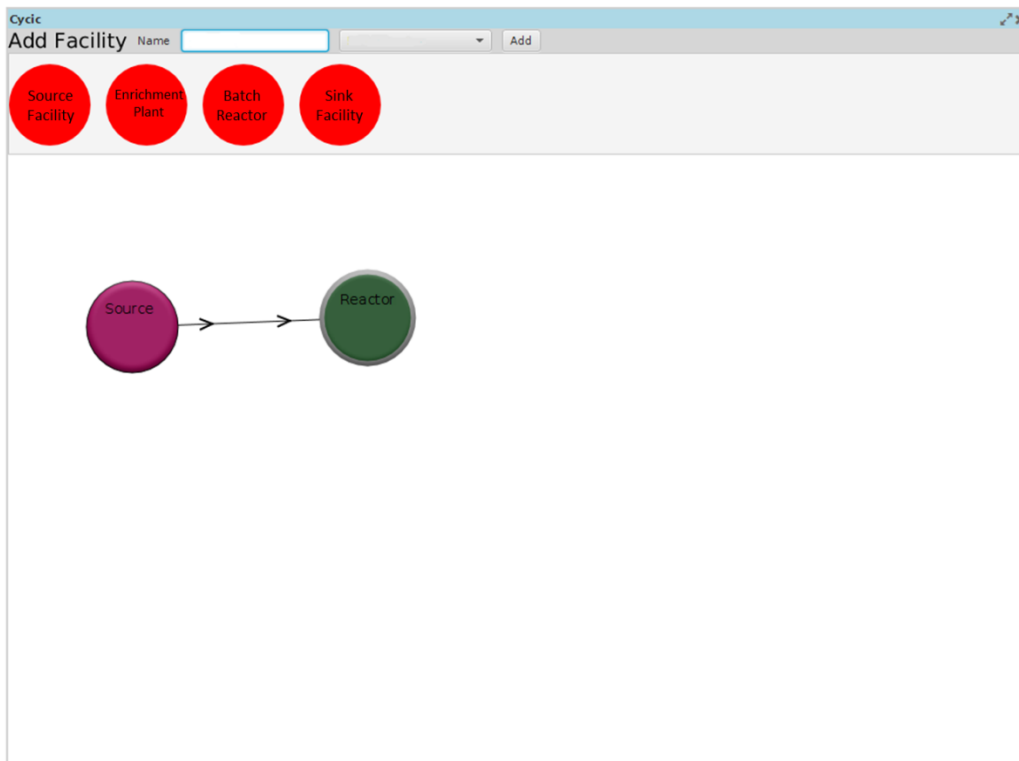 Cycic
Add Facility Name Add
Source
Facility
Enrichment
Plant
Batch
Reactor
Sink
Facility
Source
Reactor